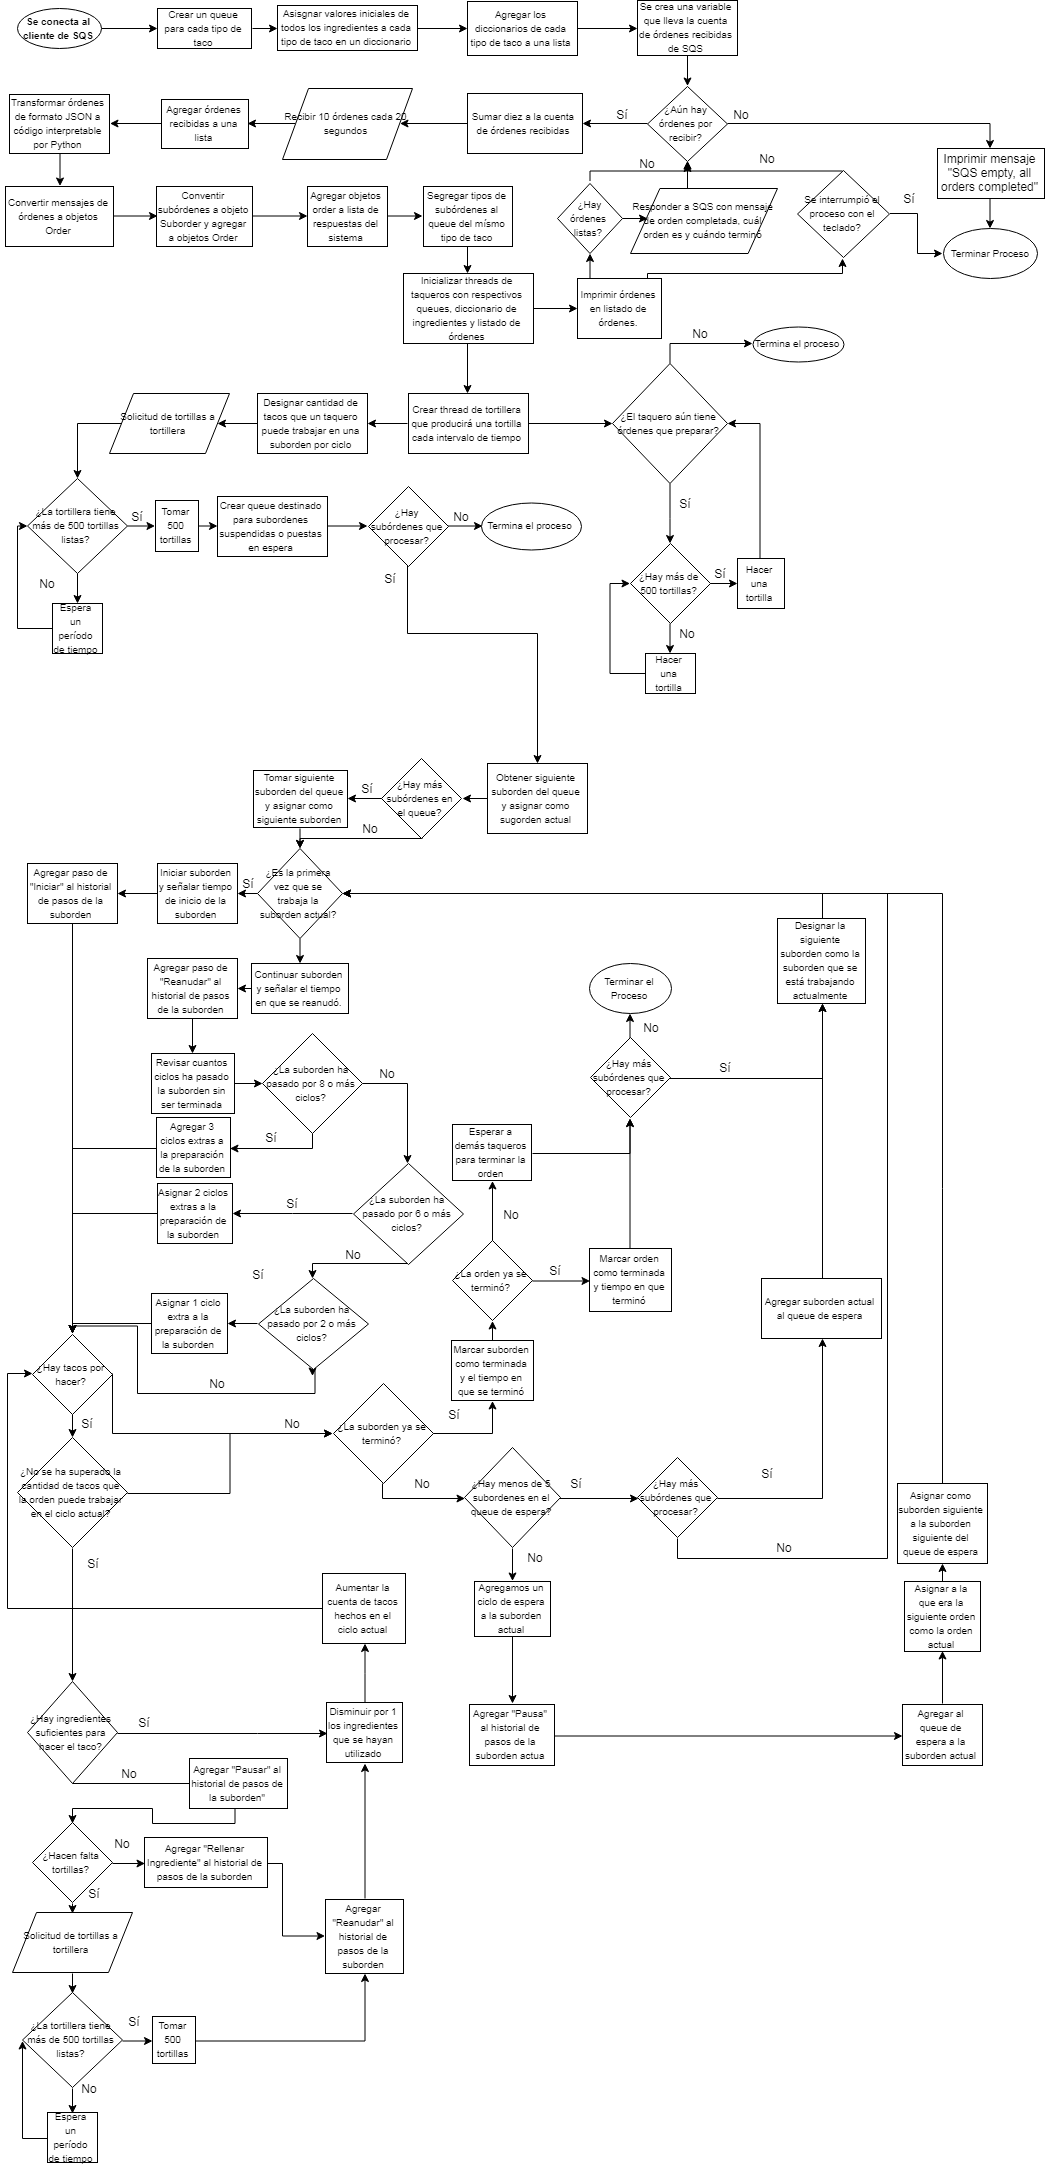 Se conecta al
cliente de SQS
Crear un queue
para cada tipo de
taco
Asisgnar valores iniciales de
todos los ingredientes a cada
tipo de taco en un diccionario
Agregar los
diccionarios de cada
tipo de taco a una lista
Se crea una variable
que lleva la cuenta
de órdenes recibidas
de SQS
¿Aún hay
órdenes por
recibir?
Sí
No
Imprimir mensaje
"SQS empty, all
orders completed"
Terminar Proceso
Sumar diez a la cuenta
de órdenes recibidas
Recibir 10 órdenes cada 20
segundos
Agregar órdenes
recibidas a una
lista
Transformar órdenes
de formato JSON a
código interpretable
por Python
Convertir mensajes de
órdenes a objetos
Order
Conventir
subórdenes a objeto
Suborder y agregar
a objetos Order
Agregar objetos
order a lista de
respuestas del
sistema
Segregar tipos de
subórdenes al
queue del mísmo
tipo de taco
Inicializar threads de
taqueros con respectivos
queues, diccionario de
ingredientes y listado de
órdenes
Imprimir órdenes
en listado de
órdenes.
¿Hay
órdenes
listas?
No
Responder a SQS con mensaje
de orden completada, cuál
orden es y cuándo terminó
No
Se interrumpió el
proceso con el
teclado?
Sí
Crear thread de tortillera
que producirá una tortilla
cada intervalo de tiempo
Designar cantidad de
tacos que un taquero
puede trabajar en una
suborden por ciclo
Solicitud de tortillas a
tortillera
¿El taquero aún tiene
órdenes que preparar?
No
Termina el proceso
Sí
¿Hay más de
500 tortillas?
Sí
Hacer
una
tortilla
No
Hacer
una
tortilla
¿La tortillera tiene
más de 500 tortillas
listas?
Sí
Tomar
500
tortillas
No
Espera
un
período
de tiempo
Crear queue destinado
para subordenes
suspendidas o puestas
en espera
¿Hay
subórdenes que
procesar?
No
Termina el proceso
Sí
Obtener siguiente
suborden del queue
y asignar como
sugorden actual
¿Hay más
subórdenes en
el queue?
Sí
No
Tomar siguiente
suborden del queue
y asignar como
siguiente suborden
¿Es la primera
vez que se
trabaja la
suborden actual?
Sí
Iniciar suborden
y señalar tiempo
de inicio de la
suborden
Agregar paso de
"Iniciar" al historial
de pasos de la
suborden
Continuar suborden
y señalar el tiempo
en que se reanudó.
Agregar paso de
"Reanudar" al
historial de pasos
de la suborden
Revisar cuantos
ciclos ha pasado
la suborden sin
ser terminada
¿La suborden ha
pasado por 8 o más
ciclos?
No
Sí
Agregar 3
ciclos extras a
la preparación
de la suborden
¿La suborden ha
pasado por 6 o más
ciclos?
Sí
Asignar 2 ciclos
extras a la
preparación de
la suborden
No
¿La suborden ha
pasado por 2 o más
ciclos?
Sí
Asignar 1 ciclo
extra a la
preparación de
la suborden
No
¿Hay tacos por
hacer?
Sí
No
¿No se ha superado la
cantidad de tacos que
la orden puede trabajar
en el ciclo actual?
Sí
¿La suborden ya se
terminó?
Sí
Marcar suborden
como terminada
y el tiempo en
que se terminó
¿La orden ya se
terminó?
No
Esperar a
demás taqueros
para terminar la
orden
Sí
Marcar orden
como terminada
y tiempo en que
terminó
¿Hay más
subórdenes que
procesar?
No
Terminar el
Proceso
Sí
Designar la
siguiente
suborden como la
suborden que se
está trabajando
actualmente
Agregar suborden actual
al queue de espera
No
¿Hay menos de 5
subordenes en el
queue de espera?
Sí
¿Hay más
subórdenes que
procesar?
Sí
No
No
Agregamos un
ciclo de espera
a la suborden
actual
Agregar "Pausa"
al historial de
pasos de la
suborden actua
Agregar al
queue de
espera a la
suborden actual
Asignar a la
que era la
siguiente orden
como la orden
actual
Asignar como
suborden siguiente
a la suborden
siguiente del
queue de espera
Aumentar la
cuenta de tacos
hechos en el
ciclo actual
¿Hay ingredientes
suficientes para
hacer el taco?
Sí
Disminuir por 1
los ingredientes
que se hayan
utilizado
No
Agregar "Pausar" al
historial de pasos de
la suborden"
¿Hacen falta
tortillas?
No
Agregar "Rellenar
Ingrediente" al historial de
pasos de la suborden
Sí
Agregar
"Reanudar" al
historial de
pasos de la
suborden
Solicitud de tortillas a
tortillera
¿La tortillera tiene
más de 500 tortillas
listas?
Sí
Tomar
500
tortillas
No
Espera
un
período
de tiempo